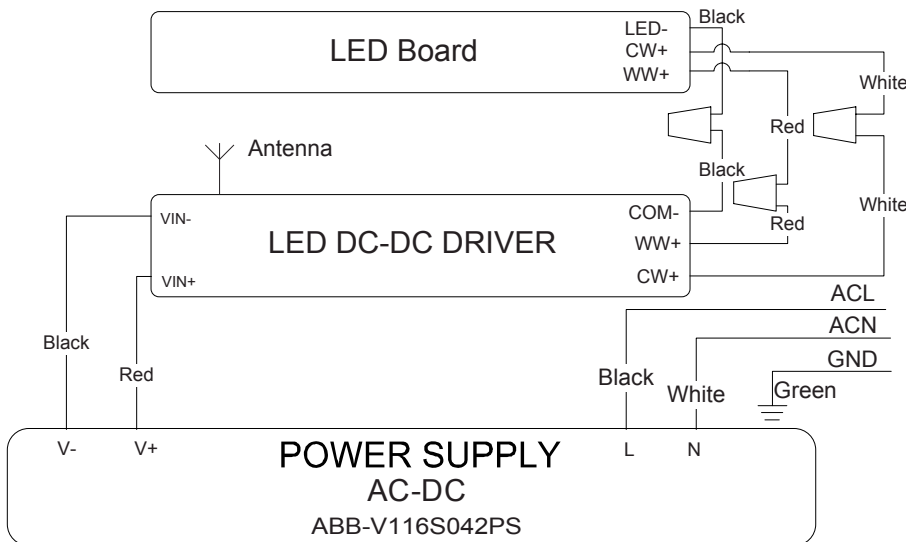 Black
LED-
LED Board
CW+
WW+
White
Red
Antenna
Black
White
VIN-
COM-
Red
LED DC-DC DRIVER
WW+
VIN+
CW+
ACL
ACN
Black
GND
Red
Black
White
Green
V-
V+
POWER SUPPLY
L
N
AC-DC
ABB-V116S042PS